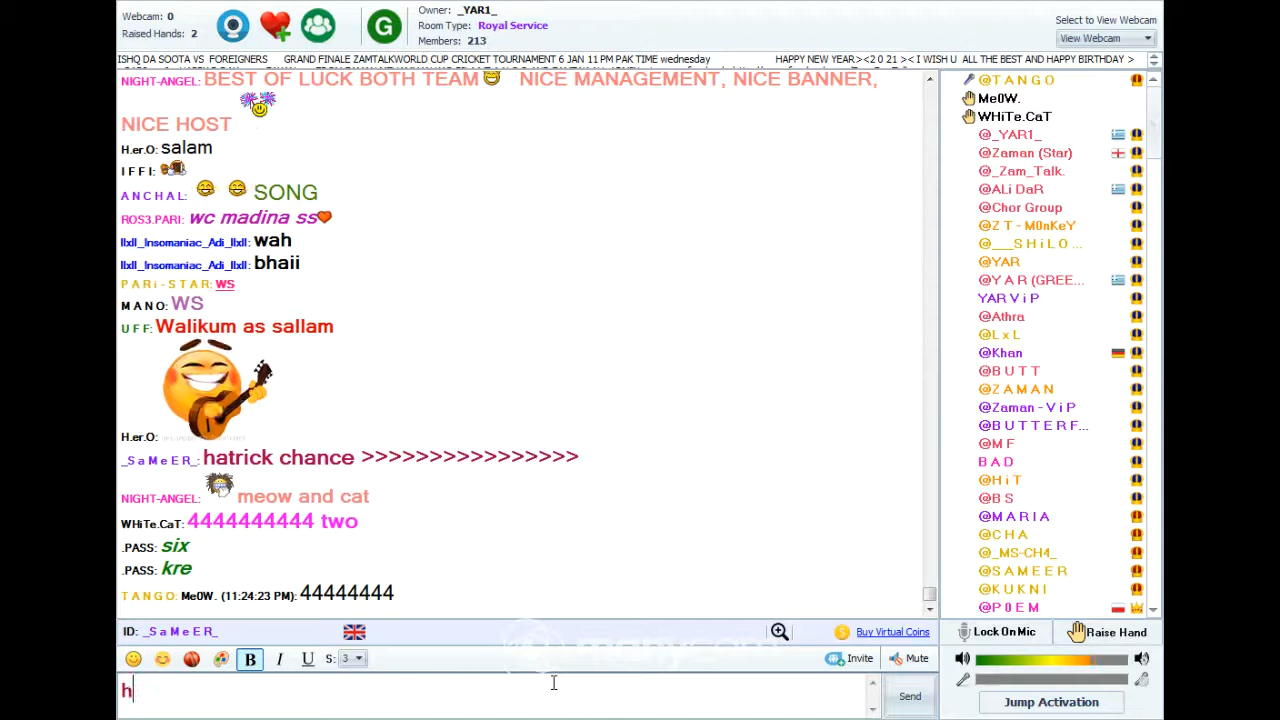 Webcam: 0
Raised Hands: 2
G
Owner: _YAR1_
Room Type: Royal Service
Members: 213
Select to View Webcam
View Webcam
ISHQ DA SOOTA VS FOREIGNERS GRAND FINALE ZAMTALKWORLD CUP CRICKET TOURNAMENT 6 JAN 11 PM PAK TIME wednesday HAPPY NEW YEAR><2 0 21 >< I WISH U ALL THE BEST AND HAPPY BIRTHDAY >
NIGHT-ANGEL: BEST OF LUCK BOTH TEAM NICE MANAGEMENT, NICE BANNER,
NICE HOST
H.er.O: salam
I F F I:
A N C H A L: SONG
ROS3.PARI: wc madina ss
IIxII_Insomaniac_Adi_IIxII: wah
IIxII_Insomaniac_Adi_IIxII: bhaii
P A R i - S T A R: WS
M A N O: WS
U F F: Walikum as sallam
H.er.O:
_S a M e E R_: hatrick chance >>>>>>>>>>>>>>>>
NIGHT-ANGEL: meow and cat
WHiTe.CaT: 4444444444 two
.PASS: six
.PASS: kre
T A N G O: Me0W. (11:24:23 PM): 44444444
@T A N G O
Me0W.
WHiTe.CaT
@_YAR1_
@Zaman (Star)
@_Zam_Talk.
@ALi DaR
@Chor Group
@Z T - M0nKeY
@___S H i L O ...
@YAR
@Y A R (GREE...
YAR V i P
@Athra
@L x L
@Khan
@B U T T
@Z A M A N
@Zaman - V i P
@B U T T E R F...
@M F
B A D
@H i T
@B S
@M A R I A
@C H A
@_MS-CH4_
@S A M E E R
@K U K N I
@P 0 E M
ID: _S a M e E R_
Buy Virtual Coins
B I U S: 3
Invite
Mute
h
Send
Lock On Mic
Raise Hand
Jump Activation